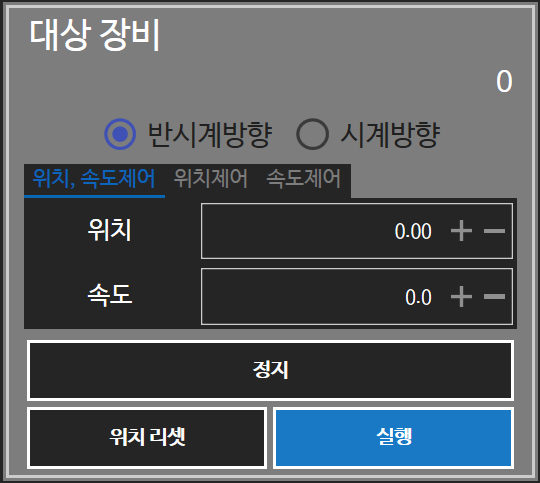 대상 장비
0
반시계방향 시계방향
위치, 속도제어 위치제어 속도제어
위치 0.00 + −
속도 0.0 + −
정지
위치 리셋 실행